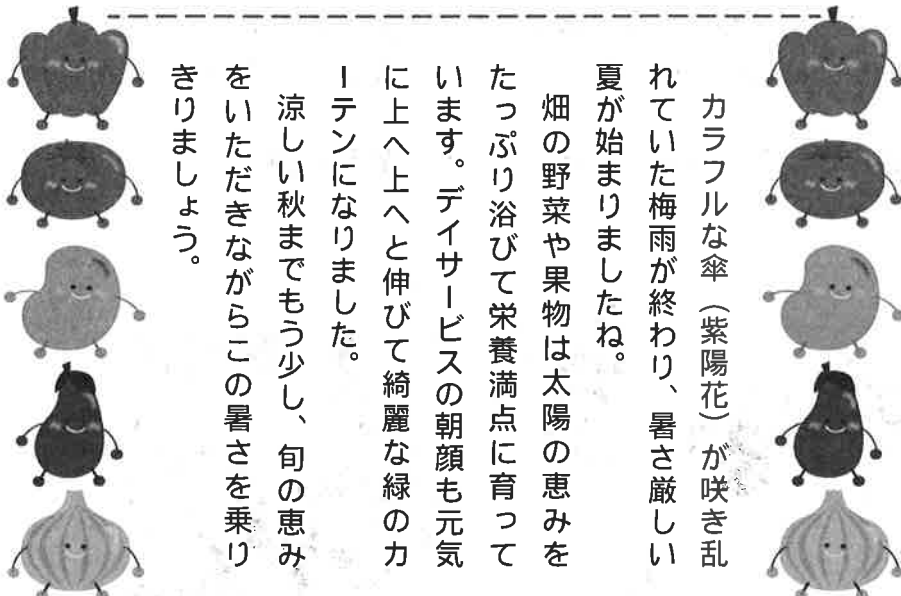 カラフルな傘（紫陽花）が咲き乱
れていた梅雨が終わり、暑さ厳しい
夏が始まりましたね。
畑の野菜や果物は太陽の恵みを
たっぷり浴びて栄養満点に育って
います。デイサービスの朝顔も元気
に上へ上へと伸びて綺麗な緑のカ
ーテンになりました。
涼しい秋までもう少し、旬の恵み
をいただきながらこの暑さを乗り
きりましょう。